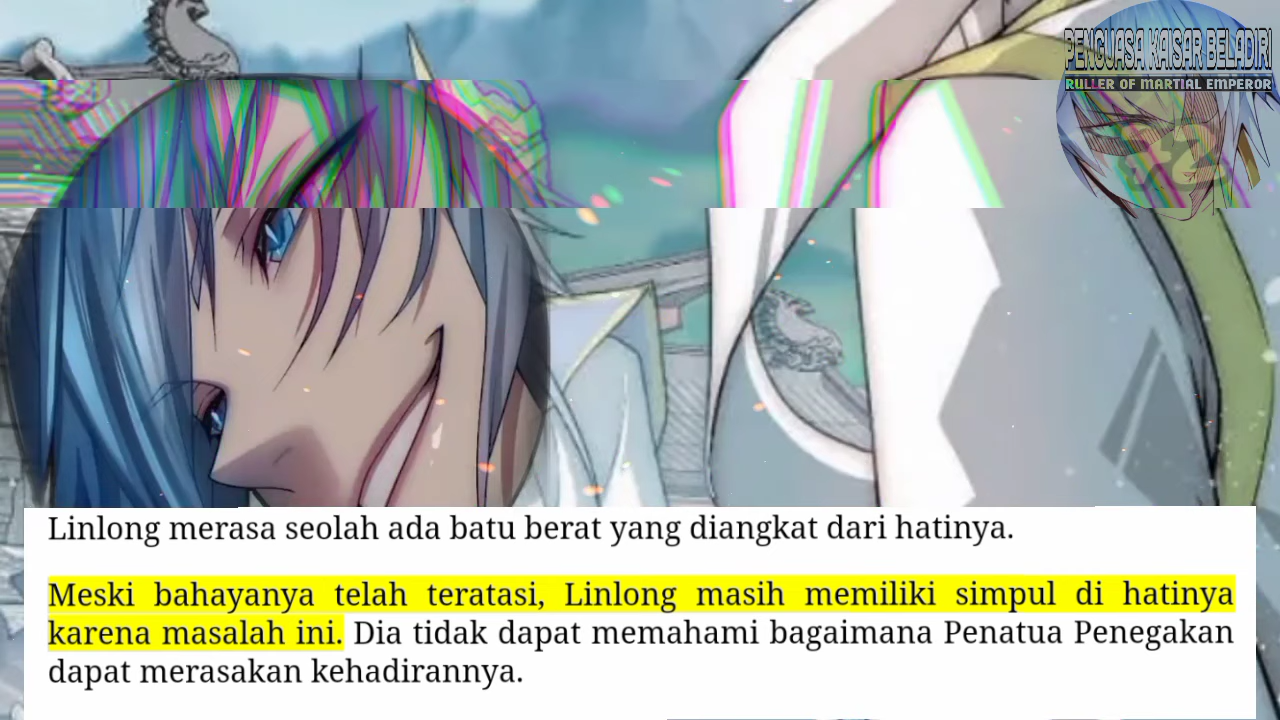 PENGUASA KAISAR BELADIRI
RULLER OF MARTIAL EMPEROR
Linlong merasa seolah ada batu berat yang diangkat dari hatinya.
Meski bahayanya telah teratasi, Linlong masih memiliki simpul di hatinya
karena masalah ini. Dia tidak dapat memahami bagaimana Penatua Penegakan
dapat merasakan kehadirannya.